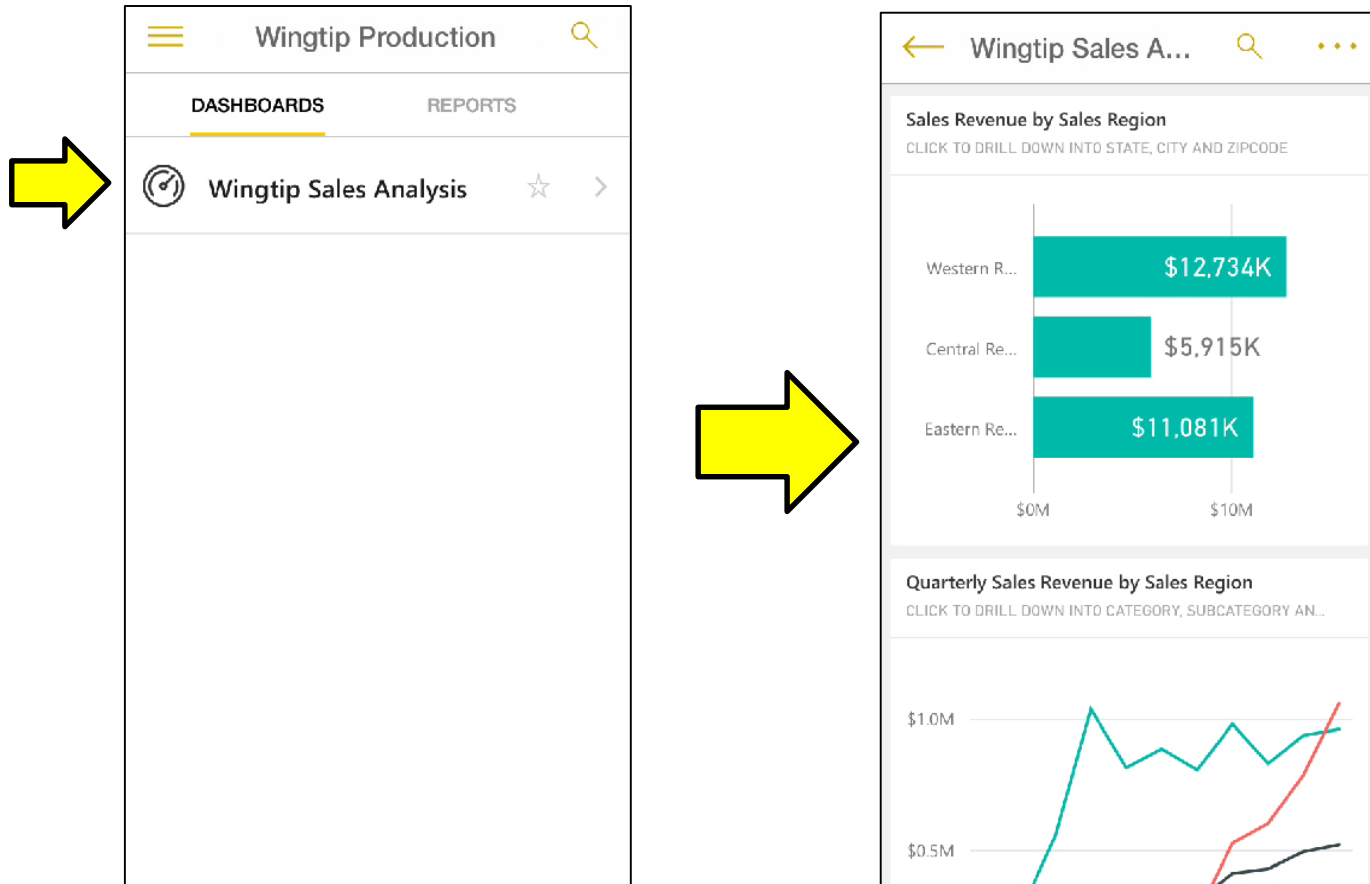 Wingtip Production
DASHBOARDS REPORTS
Wingtip Sales Analysis
Wingtip Sales A...
Sales Revenue by Sales Region
CLICK TO DRILL DOWN INTO STATE, CITY AND ZIPCODE
Western R... $12,734K
Central Re... $5,915K
Eastern Re... $11,081K
$0M $10M
Quarterly Sales Revenue by Sales Region
CLICK TO DRILL DOWN INTO CATEGORY, SUBCATEGORY AN...
$1.0M
$0.5M